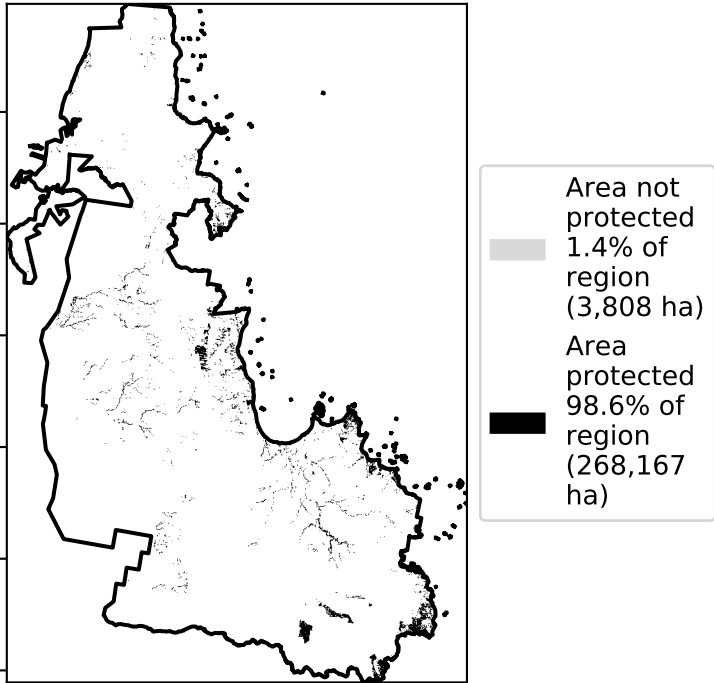 Area not
protected
1.4% of
region
(3,808 ha)
Area
protected
98.6% of
region
(268,167
ha)